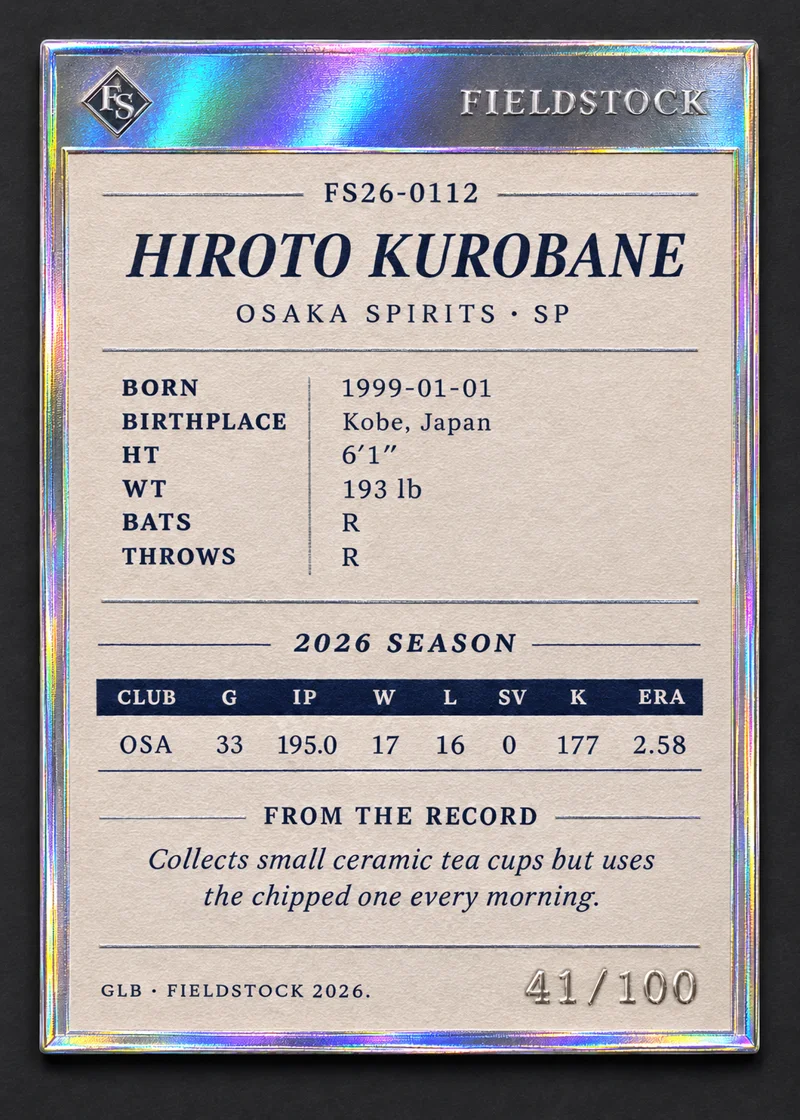 FS
FIELDSTOCK
FS26-0112
HIROTO KUROBANE
OSAKA SPIRITS • SP
BORN 1999-01-01
BIRTHPLACE Kobe, Japan
HT 6′1″
WT 193 lb
BATS R
THROWS R
2026 SEASON
CLUB G IP W L SV K ERA
OSA 33 195.0 17 16 0 177 2.58
FROM THE RECORD
Collects small ceramic tea cups but uses
the chipped one every morning.
GLB • FIELDSTOCK 2026.
41/100